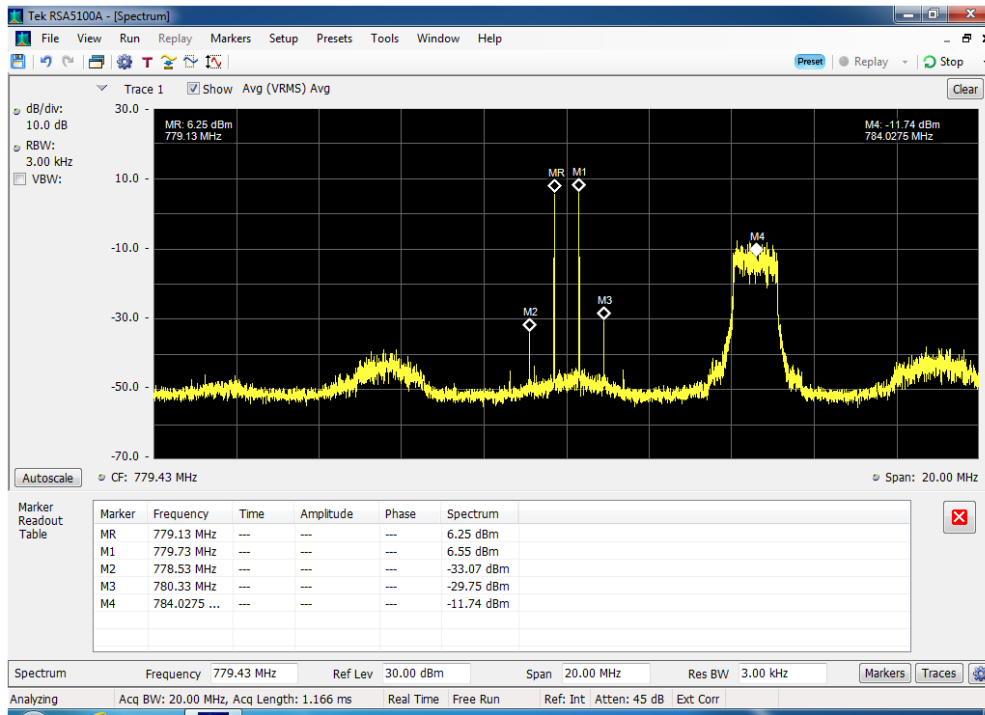 Tek RSA5100A - [Spectrum]
File View Run Replay Markers Setup Presets Tools Window Help
T Preset Replay Stop
Trace 1 Show Avg (VRMS) Avg Clear
dB/div:
10.0 dB
RBW:
3.00 kHz
VBW:
30.0
10.0
-10.0
-30.0
-50.0
-70.0
MR: 6.25 dBm
779.13 MHz
M4: -11.74 dBm
784.0275 MHz
MR M1
M4
M2
M3
Autoscale CF: 779.43 MHz Span: 20.00 MHz
Marker
Readout
Table
Marker Frequency Time Amplitude Phase Spectrum
MR 779.13 MHz --- --- --- 6.25 dBm
M1 779.73 MHz --- --- --- 6.55 dBm
M2 778.53 MHz --- --- --- -33.07 dBm
M3 780.33 MHz --- --- --- -29.75 dBm
M4 784.0275 ... --- --- --- -11.74 dBm
Spectrum Frequency 779.43 MHz Ref Lev 30.00 dBm Span 20.00 MHz Res BW 3.00 kHz Markers Traces
Analyzing Acq BW: 20.00 MHz, Acq Length: 1.166 ms Real Time Free Run Ref: Int Atten: 45 dB Ext Corr